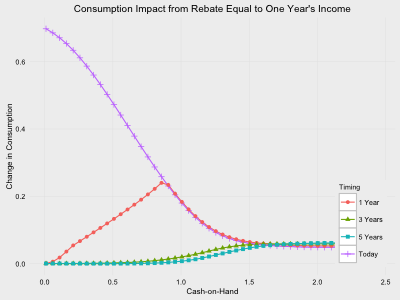 Consumption Impact from Rebate Equal to One Year's Income
Change in Consumption
0.6
0.4
0.2
0.0
0.0 0.5 1.0 1.5 2.0 2.5
Cash-on-Hand
Timing
1 Year
3 Years
5 Years
Today